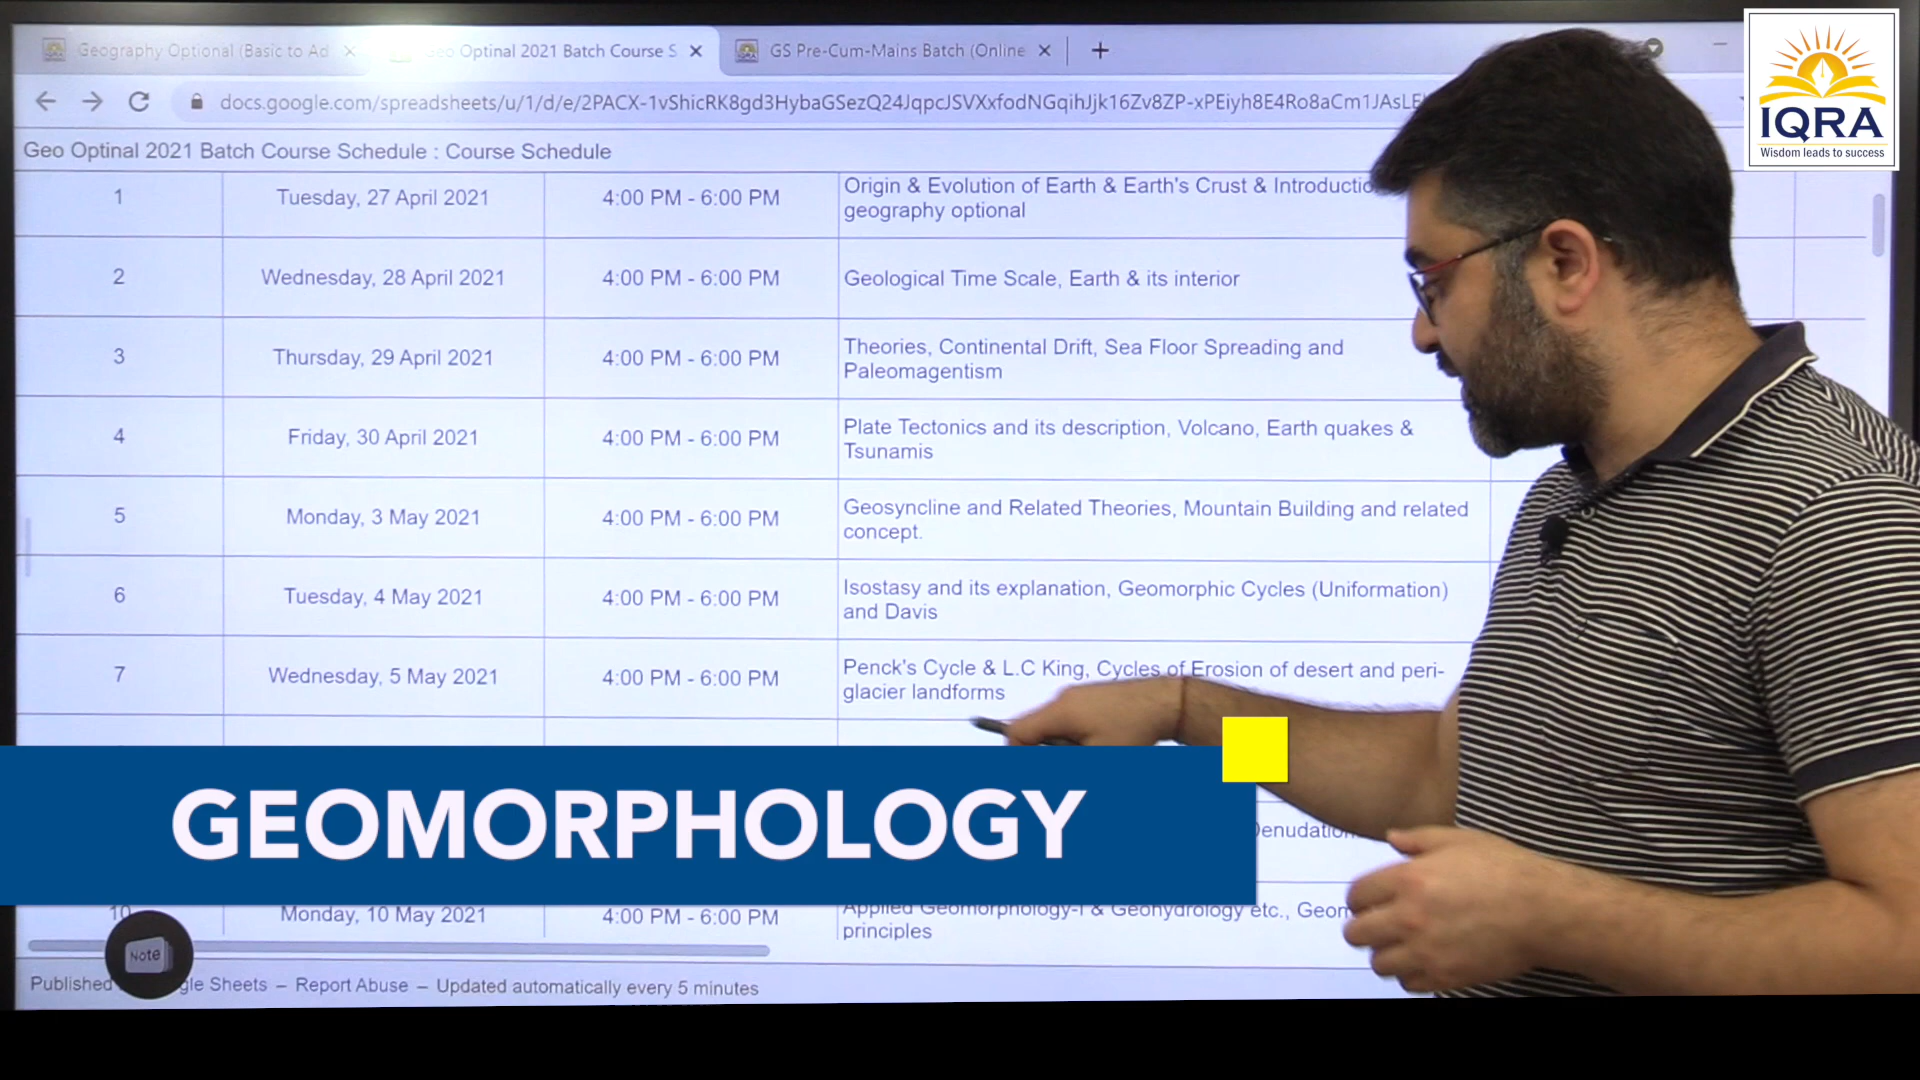 Geography Optional (Basic to Ad
Geo Optinal 2021 Batch Course S
GS Pre-Cum-Mains Batch (Online
docs.google.com/spreadsheets/u/1/d/e/2PACX-1vShicRK8gd3HybaGSezQ24JqpcJSVXxfodNGqihJjk16Zv8ZP-xPEiyh8E4Ro8aCm1JAsLE
IQRA
Wisdom leads to success
Geo Optinal 2021 Batch Course Schedule : Course Schedule
1 Tuesday, 27 April 2021 4:00 PM - 6:00 PM Origin & Evolution of Earth & Earth's Crust & Introductio
geography optional
2 Wednesday, 28 April 2021 4:00 PM - 6:00 PM Geological Time Scale, Earth & its interior
3 Thursday, 29 April 2021 4:00 PM - 6:00 PM Theories, Continental Drift, Sea Floor Spreading and
Paleomagentism
4 Friday, 30 April 2021 4:00 PM - 6:00 PM Plate Tectonics and its description, Volcano, Earth quakes &
Tsunamis
5 Monday, 3 May 2021 4:00 PM - 6:00 PM Geosyncline and Related Theories, Mountain Building and related
concept.
6 Tuesday, 4 May 2021 4:00 PM - 6:00 PM Isostasy and its explanation, Geomorphic Cycles (Uniformation)
and Davis
7 Wednesday, 5 May 2021 4:00 PM - 6:00 PM Penck's Cycle & L.C King, Cycles of Erosion of desert and peri-
glacier landforms
GEOMORPHOLOGY
Denudation
10 Monday, 10 May 2021 4:00 PM - 6:00 PM Applied Geomorphology-I & Geohydrology etc., Geom
principles
Note
Published gle Sheets – Report Abuse – Updated automatically every 5 minutes